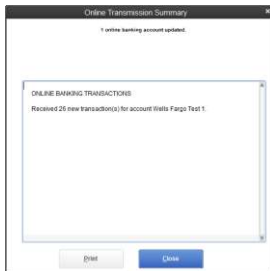 Online Transmission Summary
1 online banking account updated.
ONLINE BANKING TRANSACTIONS
Received 26 new transaction(s) for account Wells Fargo Test 1.
Print
Close